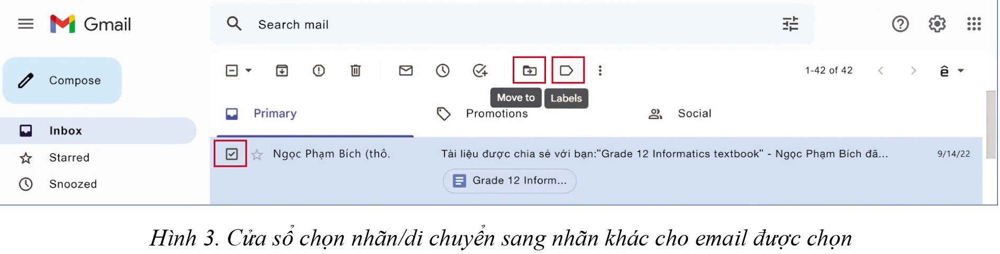 Gmail
Search mail
Compose
1-42 of 42
ê
Move to
Labels
Primary
Promotions
Social
Inbox
Starred
Snoozed
Ngọc Phạm Bích (thô.
Tài liệu được chia sẻ với bạn:"Grade 12 Informatics textbook" - Ngọc Phạm Bích đã...
9/14/22
Grade 12 Inform...
Hình 3. Cửa sổ chọn nhãn/di chuyển sang nhãn khác cho email được chọn